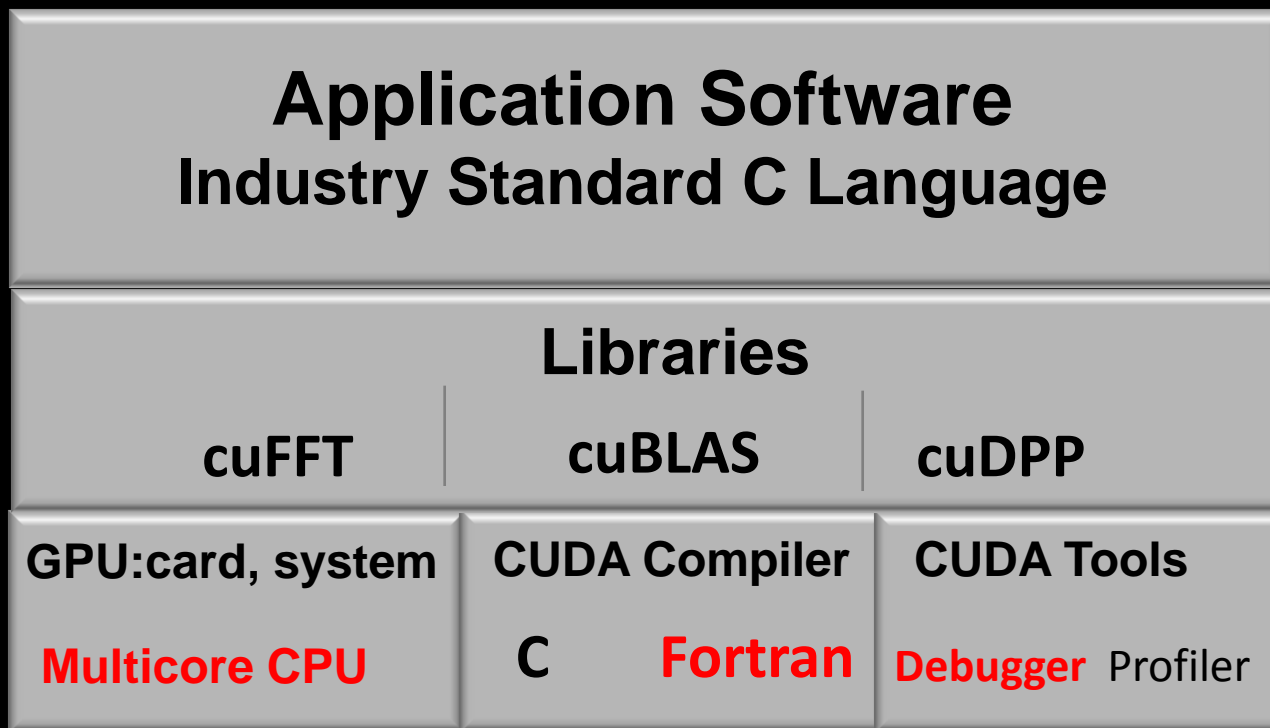 Application Software
Industry Standard C Language
Libraries
cuFFT
cuBLAS
cuDPP
GPU:card, system
Multicore CPU
CUDA Compiler
C Fortran
CUDA Tools
Debugger Profiler